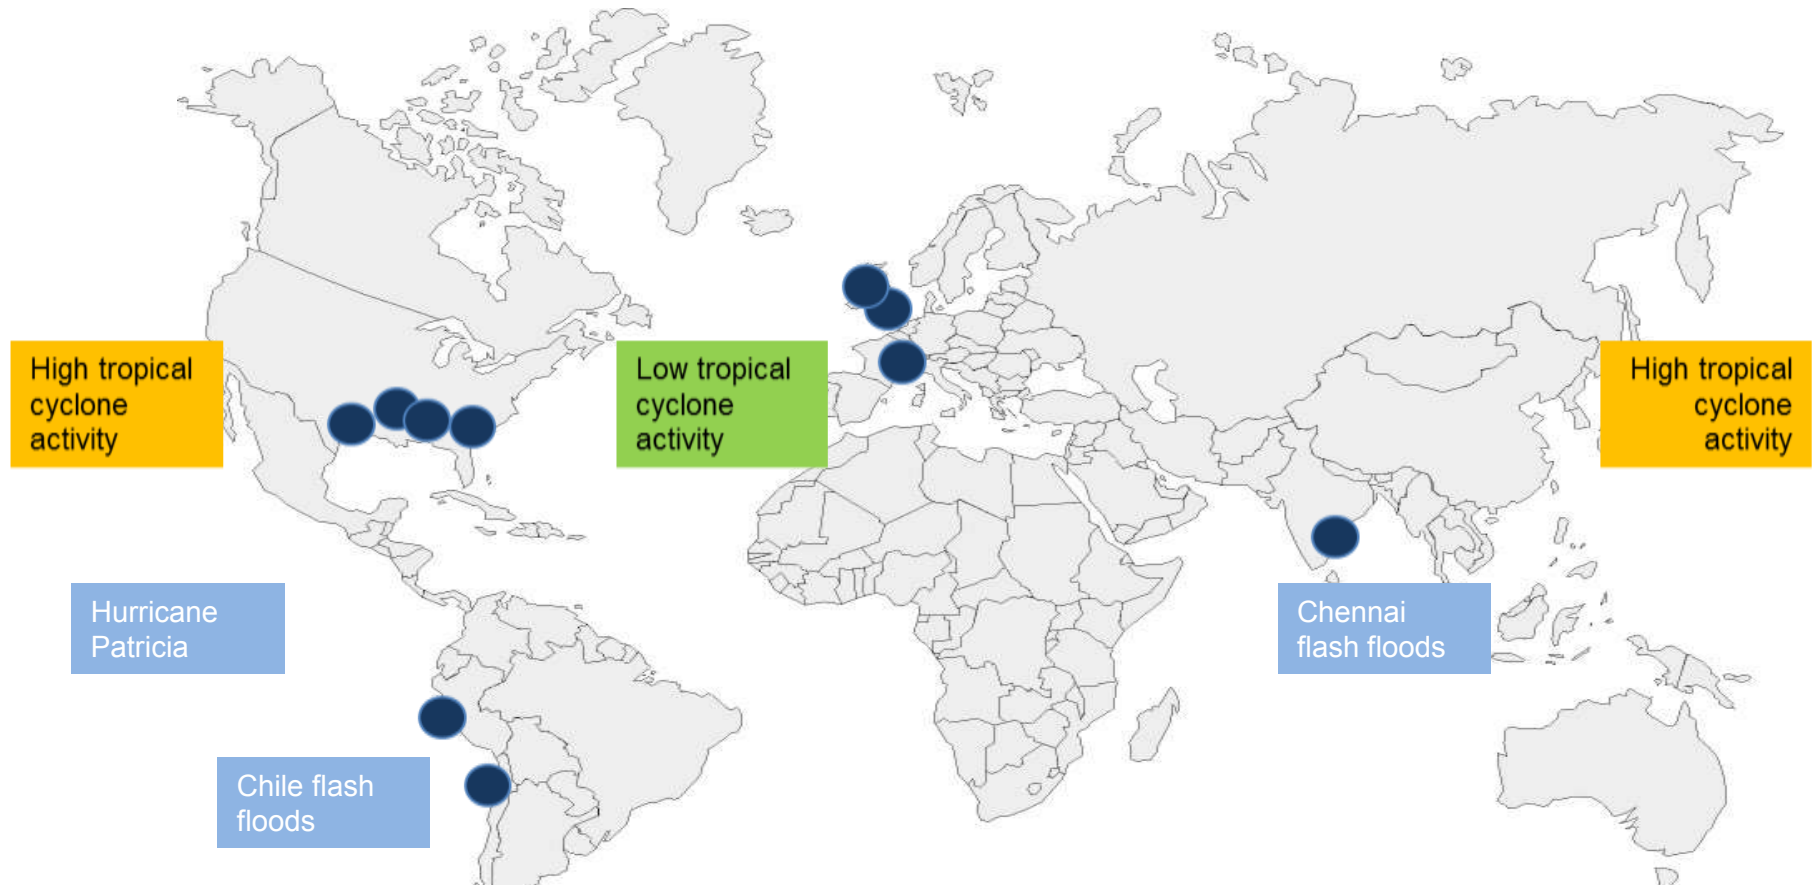 High tropical
cyclone
activity
Low tropical
cyclone
activity
High tropical
cyclone
activity
Hurricane
Patricia
Chennai
flash floods
Chile flash
floods